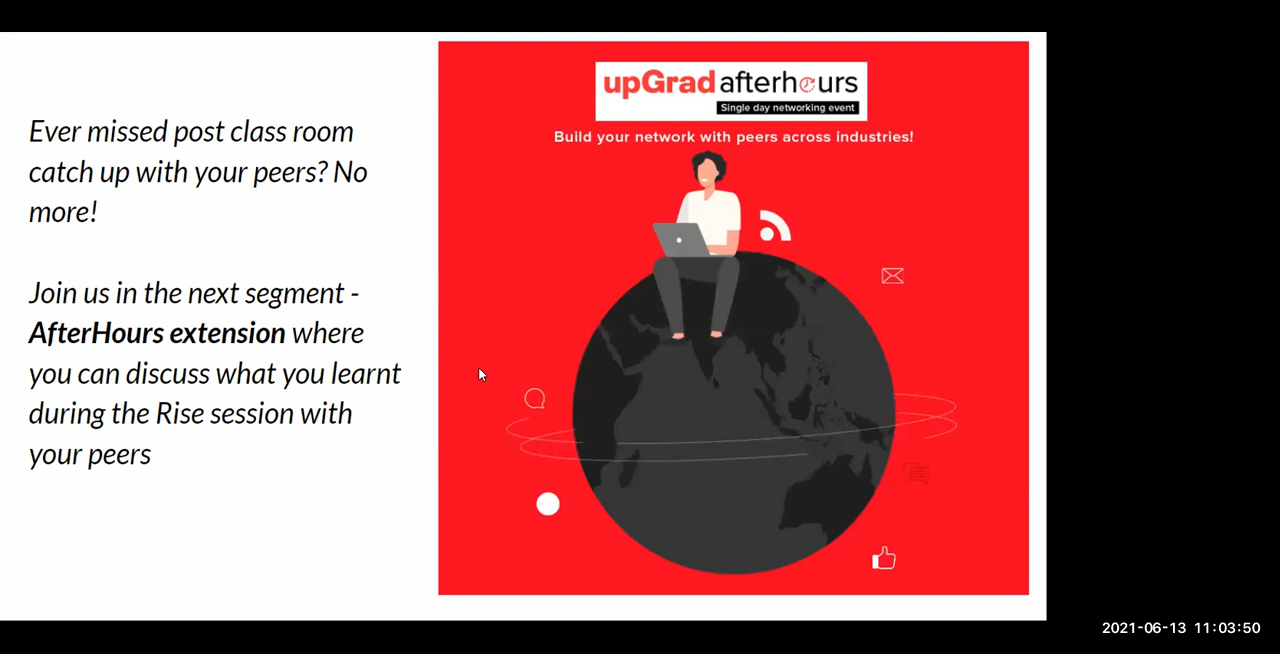 Ever missed post class room
catch up with your peers? No
more!
Join us in the next segment -
AfterHours extension where
you can discuss what you learnt
during the Rise session with
your peers
upGrad afterhours
Single day networking event
Build your network with peers across industries!
2021-06-13 11:03:50